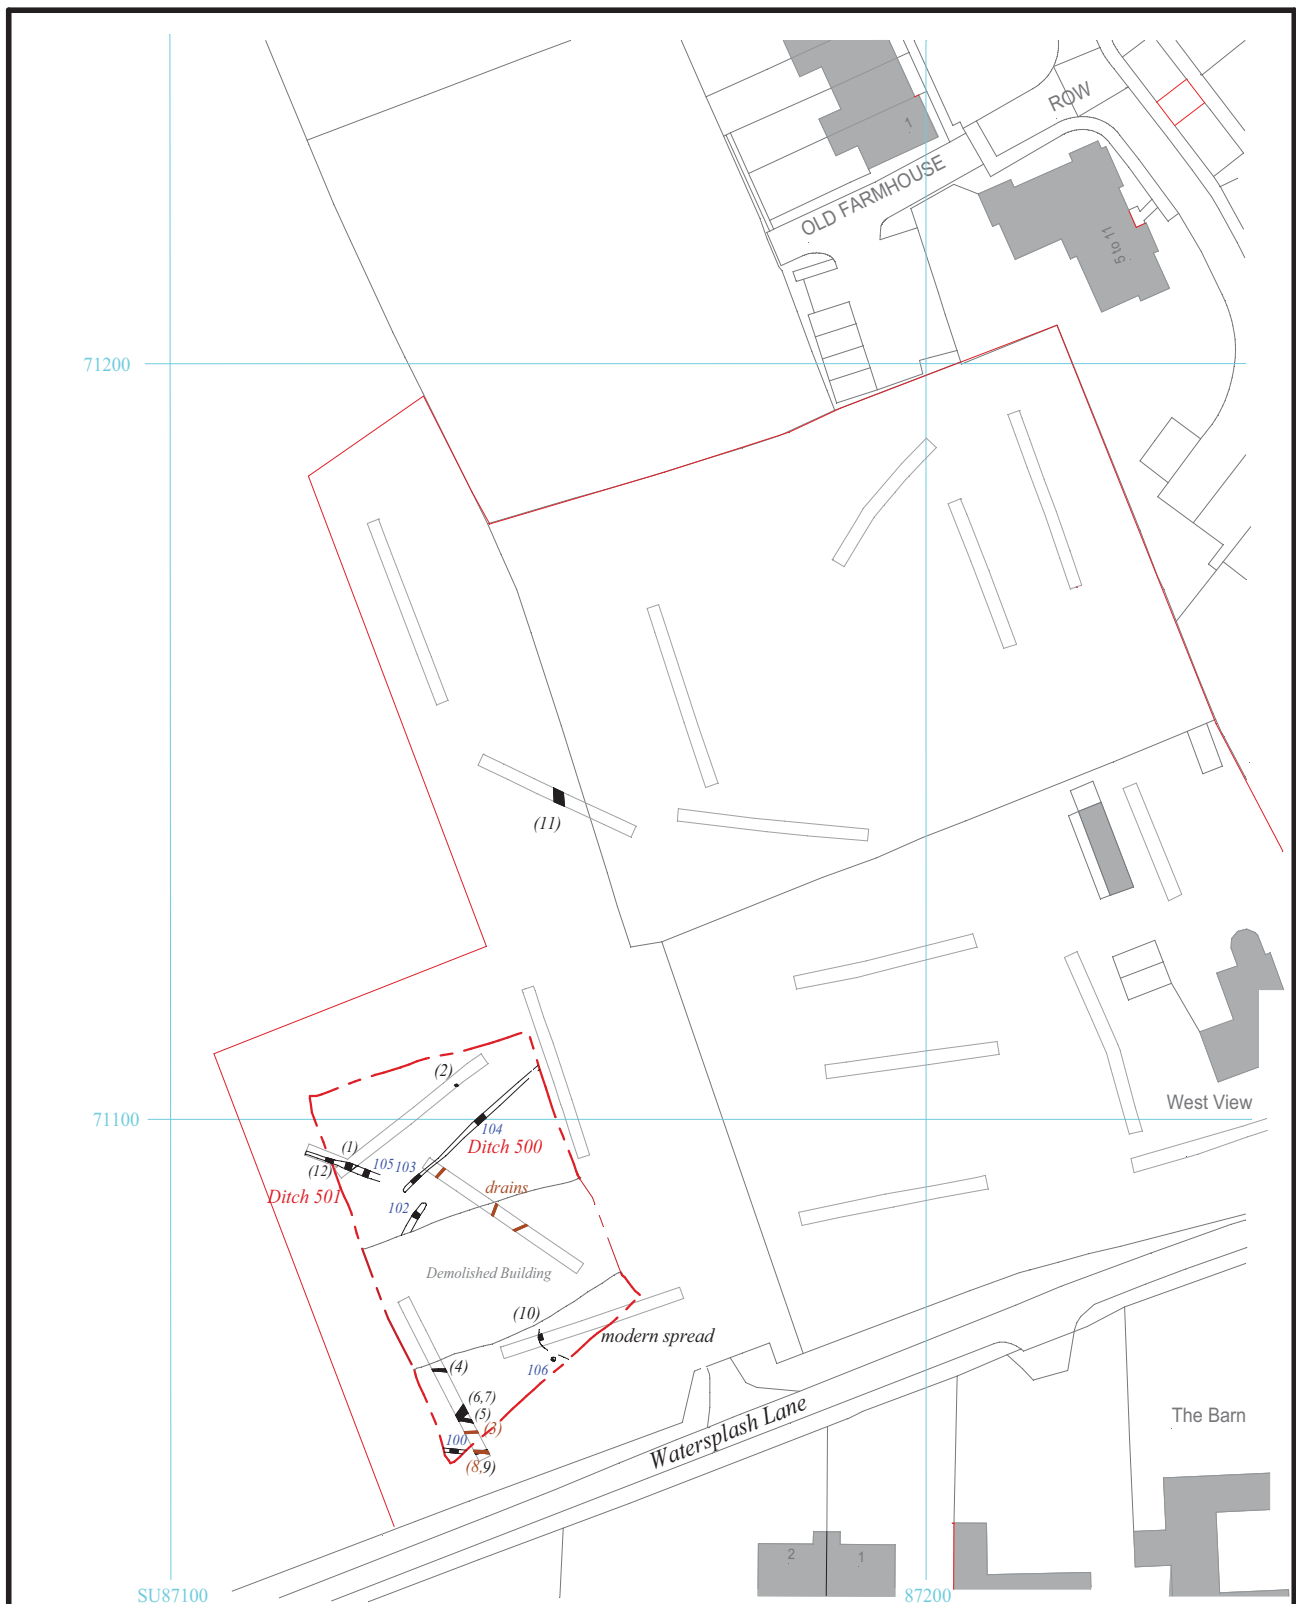 ROW
1
OLD FARMHOUSE
5 to 11
71200
(11)
(2)
71100
West View
104
Ditch 500
(1)
105
103
(12)
drains
Ditch 501
102
Demolished Building
(10)
modern spread
106
(4)
(6,7)
(5)
(3)
100
(8,9)
Watersplash Lane
The Barn
2
1
SU87100
87200